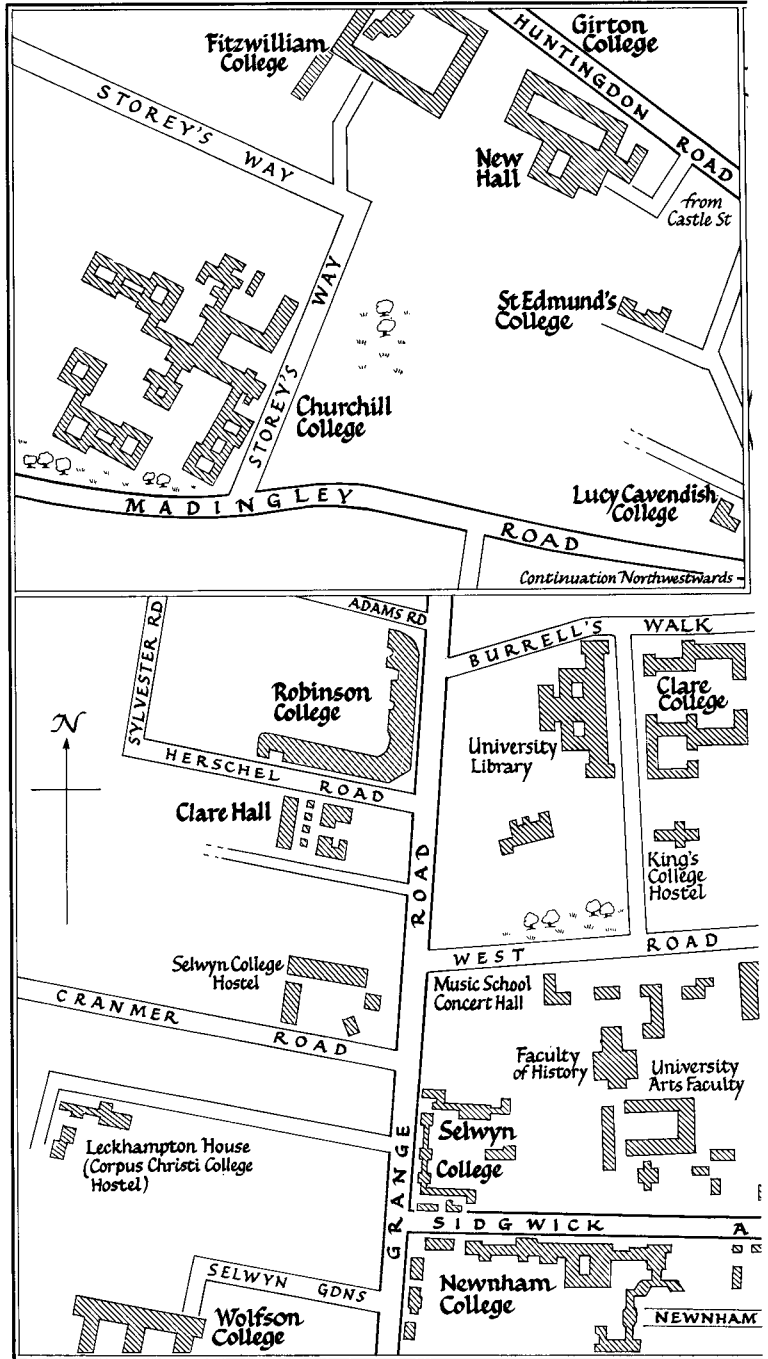 Girton
College
Fitzwilliam
College
HUNTINGDON ROAD
STOREY'S WAY
New
Hall
from
Castle St
St Edmund's
College
STOREY'S WAY
Churchill
College
Lucy Cavendish
College
MADINGLEY ROAD
Continuation Northwestwards
ADAMS RD
SYLVESTER RD
BURRELL'S WALK
Robinson
College
Clare
College
N
University
Library
HERSCHEL ROAD
Clare Hall
King's
College
Hostel
GRANGE ROAD
WEST ROAD
Selwyn College
Hostel
Music School
Concert Hall
CRANMER ROAD
Faculty
of History
University
Arts Faculty
Selwyn
College
Leckhampton House
(Corpus Christi College
Hostel)
SIDGWICK A
SELWYN GDNS
Newnham
College
Wolfson
College
NEWNHAM